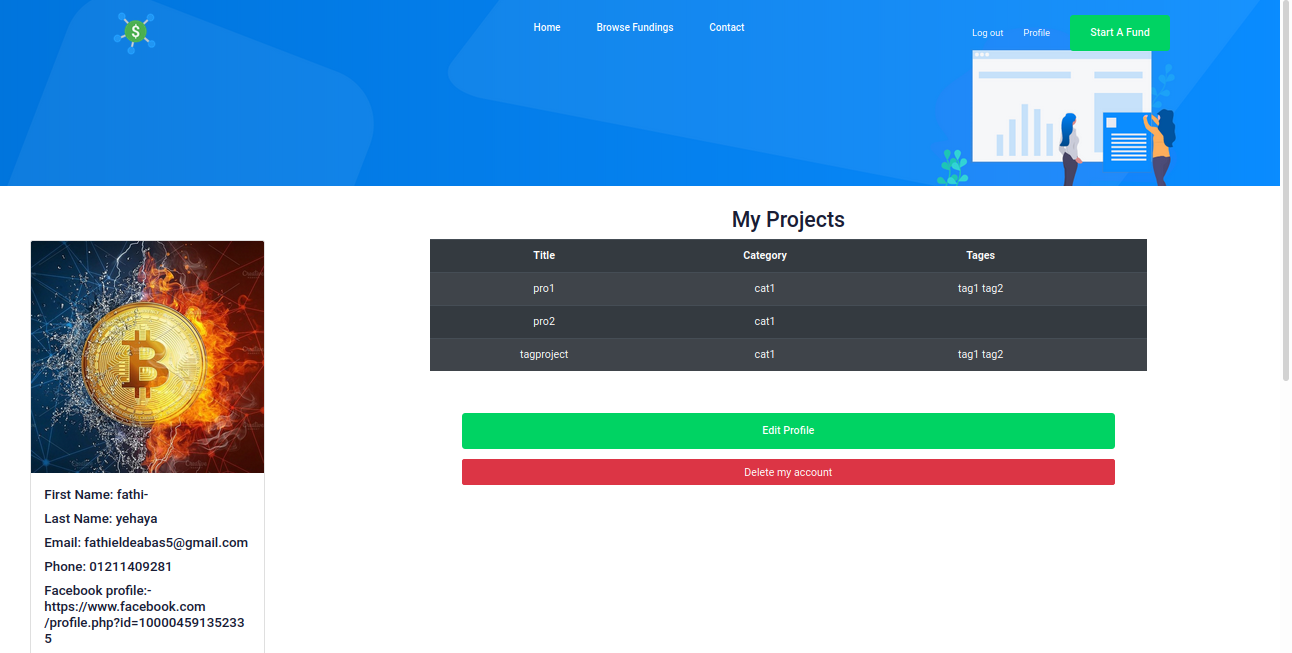 $
Home Browse Fundings Contact
Log out Profile Start A Fund
My Projects
Title Category Tages
pro1 cat1 tag1 tag2
pro2 cat1
tagproject cat1 tag1 tag2
Edit Profile
Delete my account
First Name: fathi-
Last Name: yehaya
Email: fathieldeabas5@gmail.com
Phone: 01211409281
Facebook profile:-
https://www.facebook.com
/profile.php?id=10000459135233
5